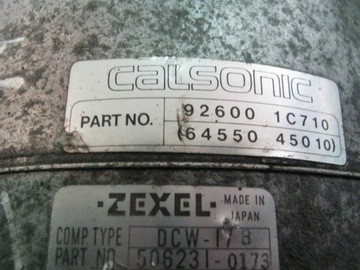 calsonic
PART NO. 92600 1C710
(64550 45010)
·ZEXEL· MADE IN
JAPAN
COMP.TYPE DCW-17B
PART NO 506231-0173